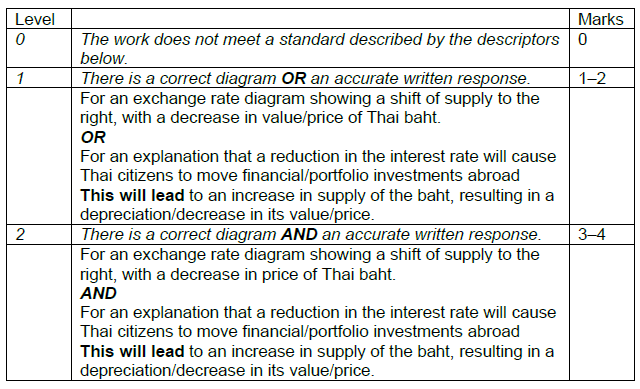 Level Marks
0 The work does not meet a standard described by the descriptors 0
below.
1 There is a correct diagram OR an accurate written response. 1–2
For an exchange rate diagram showing a shift of supply to the
right, with a decrease in value/price of Thai baht.
OR
For an explanation that a reduction in the interest rate will cause
Thai citizens to move financial/portfolio investments abroad
This will lead to an increase in supply of the baht, resulting in a
depreciation/decrease in its value/price.
2 There is a correct diagram AND an accurate written response. 3–4
For an exchange rate diagram showing a shift of supply to the
right, with a decrease in price of Thai baht.
AND
For an explanation that a reduction in the interest rate will cause
Thai citizens to move financial/portfolio investments abroad
This will lead to an increase in supply of the baht, resulting in a
depreciation/decrease in its value/price.